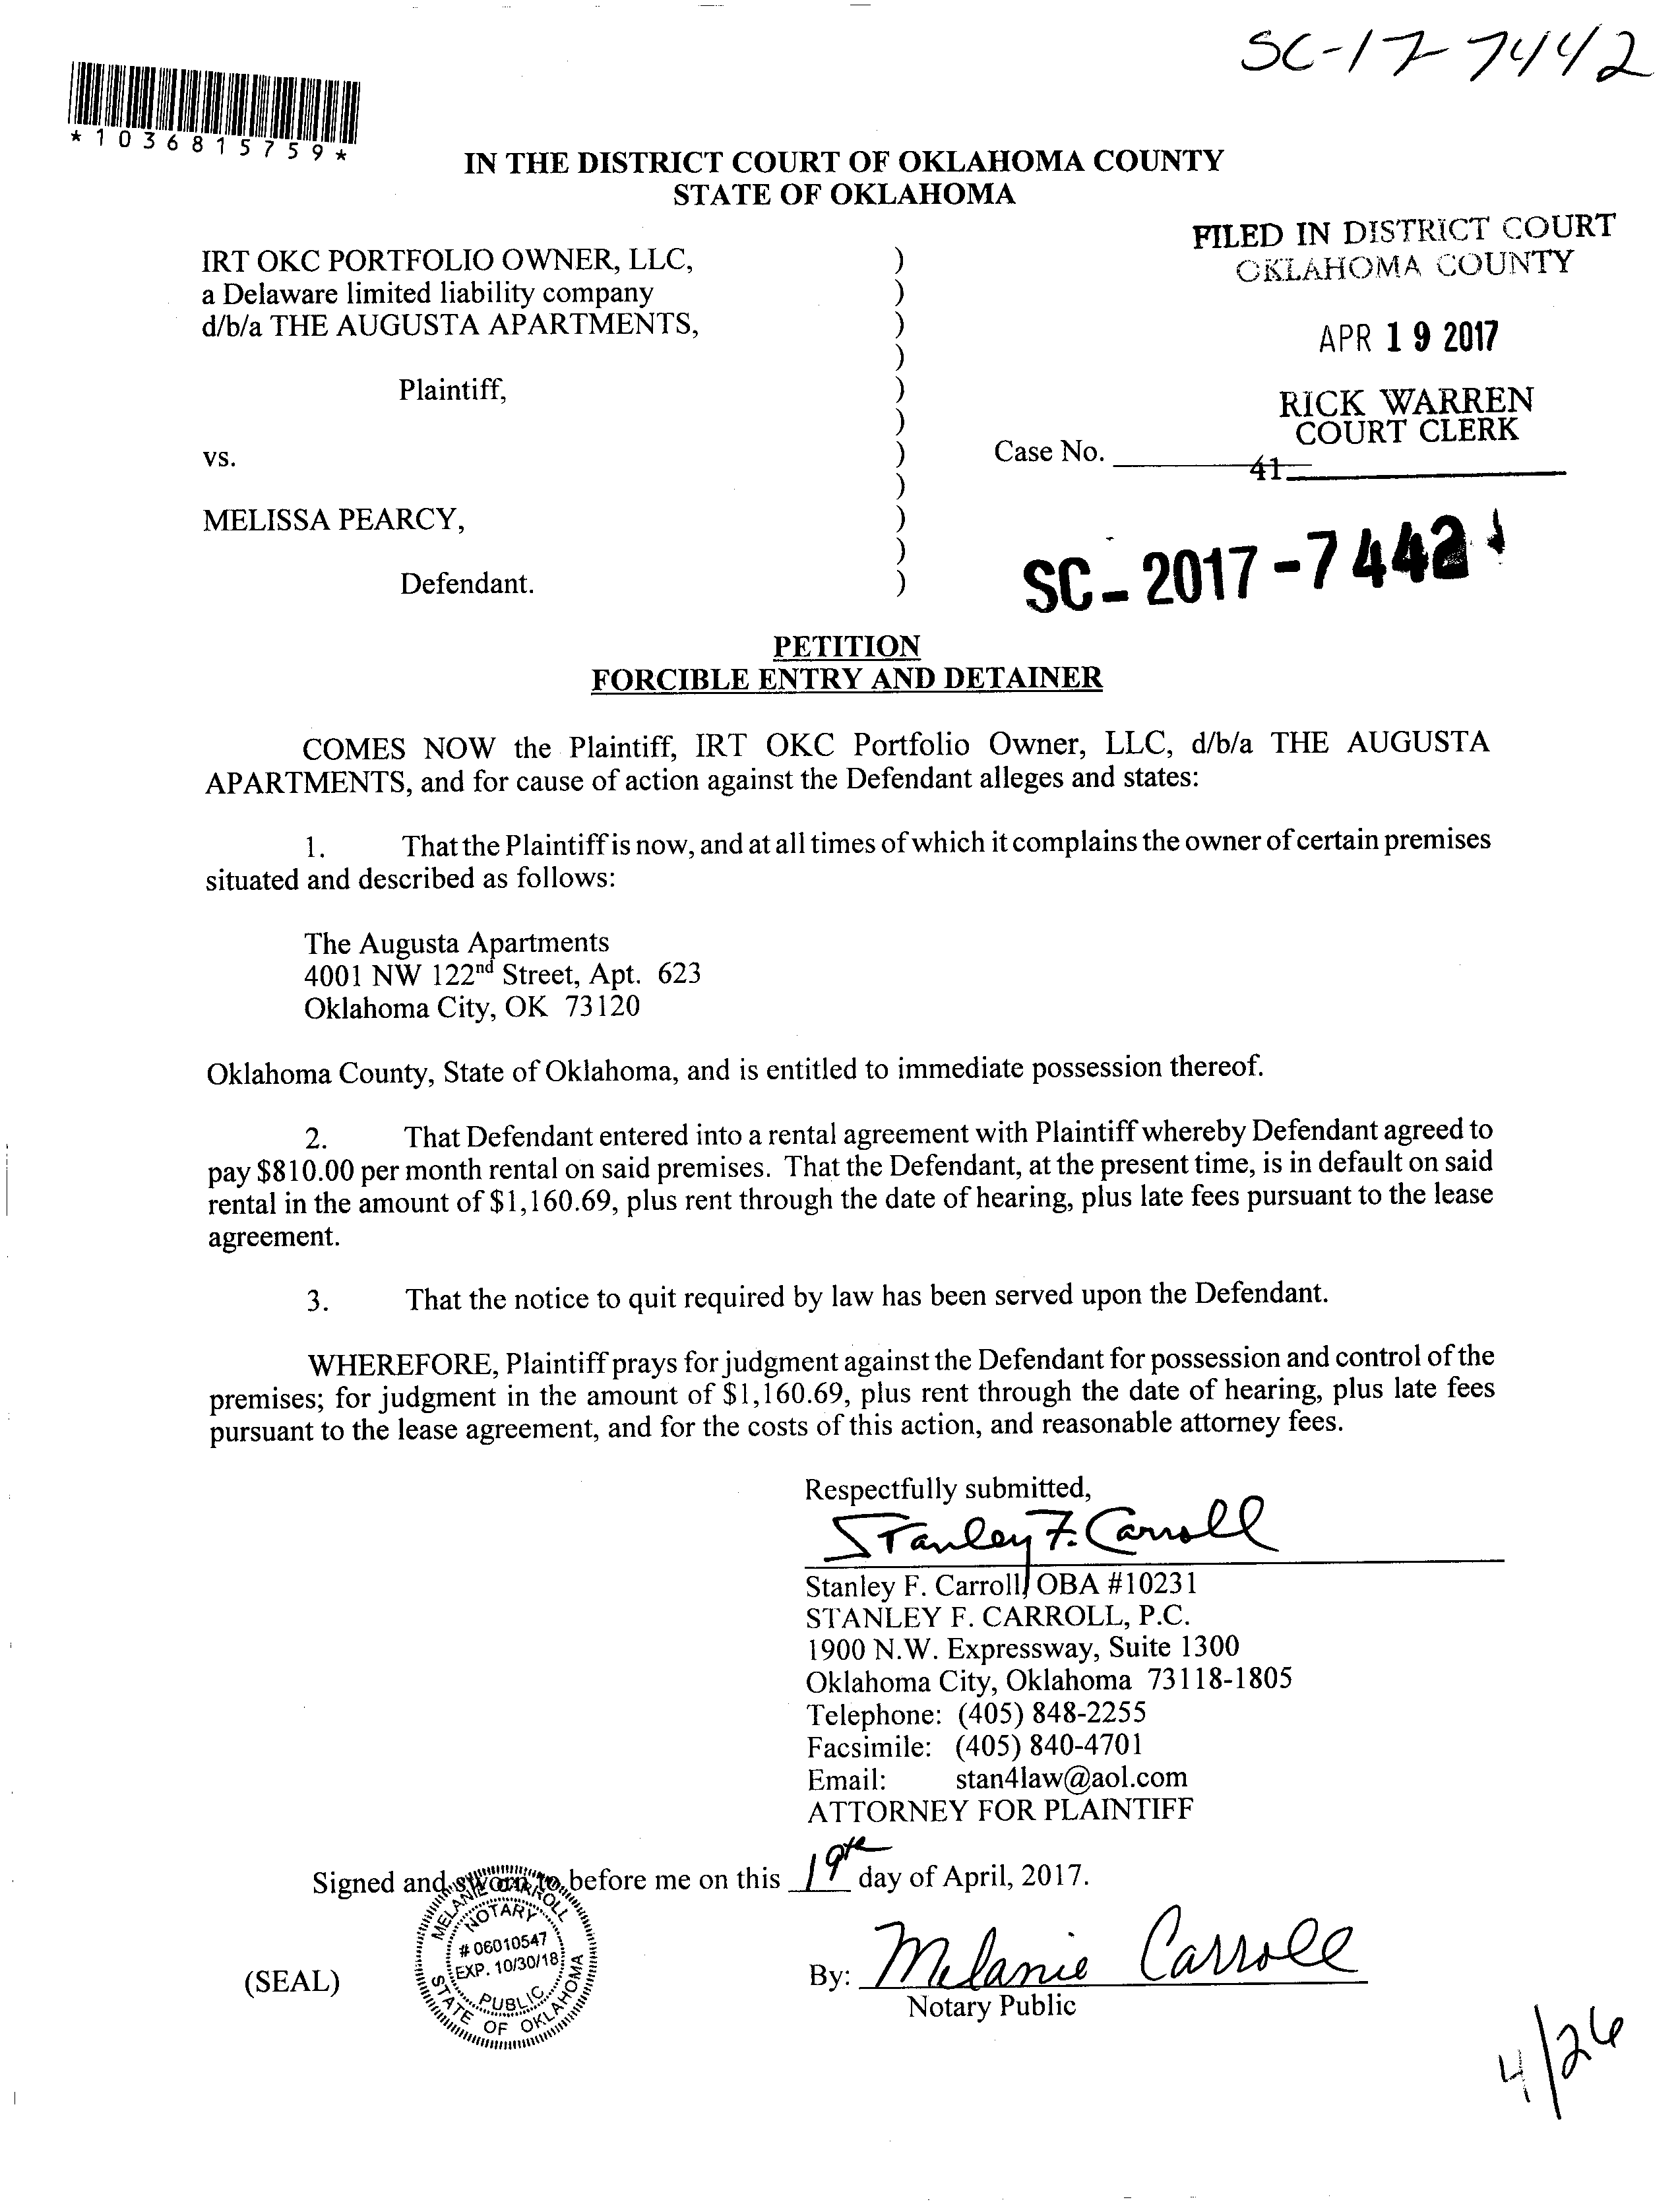 SC-17-7442
*1036815759*
IN THE DISTRICT COURT OF OKLAHOMA COUNTY
STATE OF OKLAHOMA
FILED IN DISTRICT COURT
OKLAHOMA COUNTY
APR 19 2017
RICK WARREN
COURT CLERK
41
IRT OKC PORTFOLIO OWNER, LLC, )
a Delaware limited liability company )
d/b/a THE AUGUSTA APARTMENTS, )
)
Plaintiff, )
)
vs. ) Case No.
)
MELISSA PEARCY, )
)
Defendant. )
SC-2017-7442
PETITION
FORCIBLE ENTRY AND DETAINER
COMES NOW the Plaintiff, IRT OKC Portfolio Owner, LLC, d/b/a THE AUGUSTA
APARTMENTS, and for cause of action against the Defendant alleges and states:
1. That the Plaintiff is now, and at all times of which it complains the owner of certain premises
situated and described as follows:
The Augusta Apartments
4001 NW 122nd Street, Apt. 623
Oklahoma City, OK 73120
Oklahoma County, State of Oklahoma, and is entitled to immediate possession thereof.
2. That Defendant entered into a rental agreement with Plaintiff whereby Defendant agreed to
pay $810.00 per month rental on said premises. That the Defendant, at the present time, is in default on said
rental in the amount of $1,160.69, plus rent through the date of hearing, plus late fees pursuant to the lease
agreement.
3. That the notice to quit required by law has been served upon the Defendant.
WHEREFORE, Plaintiff prays for judgment against the Defendant for possession and control of the
premises; for judgment in the amount of $1,160.69, plus rent through the date of hearing, plus late fees
pursuant to the lease agreement, and for the costs of this action, and reasonable attorney fees.
Respectfully submitted,
Stanley F. Carroll
Stanley F. Carroll, OBA #10231
STANLEY F. CARROLL, P.C.
1900 N.W. Expressway, Suite 1300
Oklahoma City, Oklahoma 73118-1805
Telephone: (405) 848-2255
Facsimile: (405) 840-4701
Email: stan4law@aol.com
ATTORNEY FOR PLAINTIFF
Signed and sworn to before me on this 19th day of April, 2017.
MELANIE CARROLL
NOTARY
# 06010547
EXP. 10/30/18
PUBLIC
STATE OF OKLAHOMA
(SEAL)
By: Melanie Carroll
Notary Public
4/26